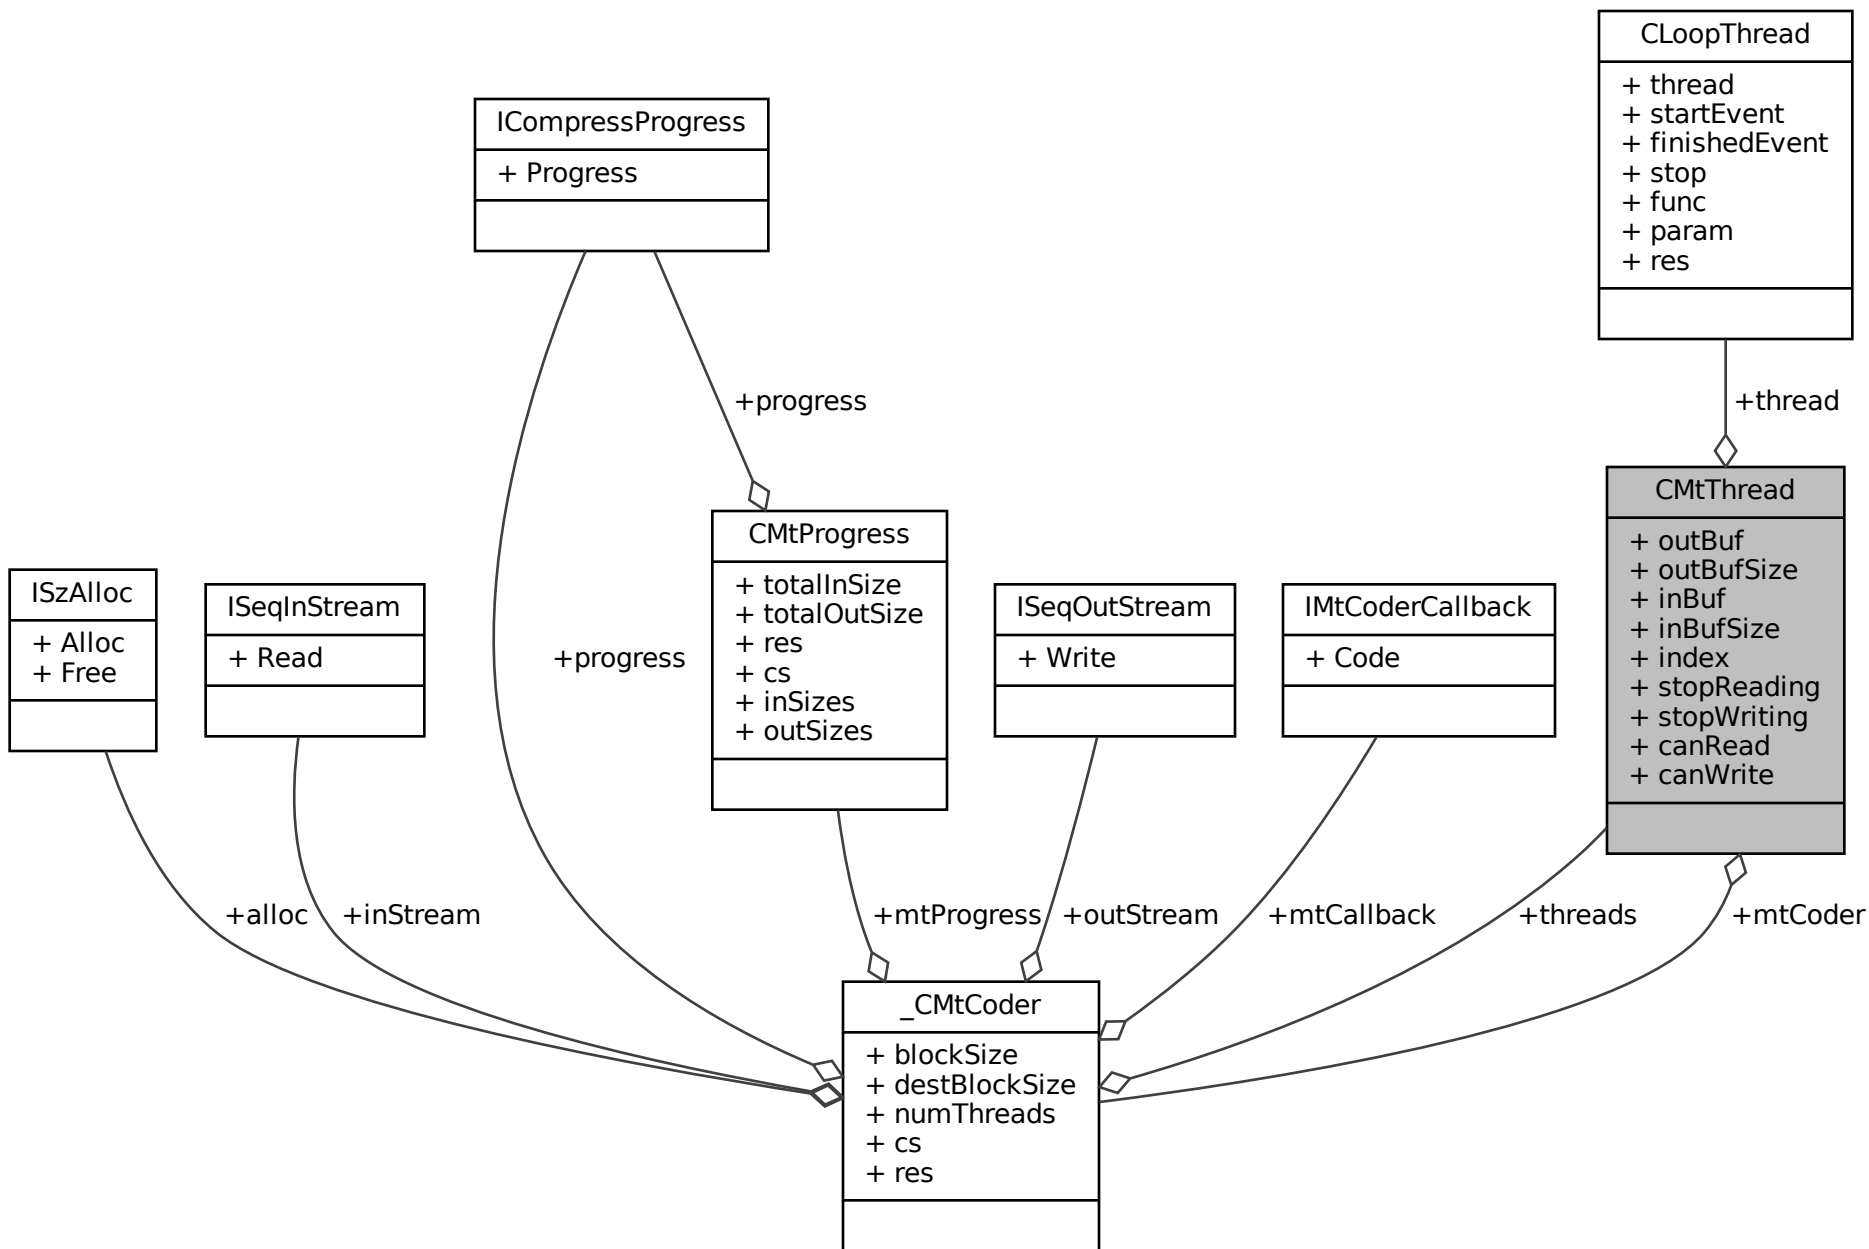 CLoopThread
+ thread
+ startEvent
+ finishedEvent
+ stop
+ func
+ param
+ res
ICompressProgress
+ Progress
+progress
+thread
CMtThread
+ outBuf
+ outBufSize
+ inBuf
+ inBufSize
+ index
+ stopReading
+ stopWriting
+ canRead
+ canWrite
CMtProgress
+ totalInSize
+ totalOutSize
+ res
+ cs
+ inSizes
+ outSizes
ISzAlloc
+ Alloc
+ Free
ISeqInStream
+ Read
+progress
ISeqOutStream
+ Write
IMtCoderCallback
+ Code
+alloc
+inStream
+mtProgress
+outStream
+mtCallback
+threads
+mtCoder
_CMtCoder
+ blockSize
+ destBlockSize
+ numThreads
+ cs
+ res